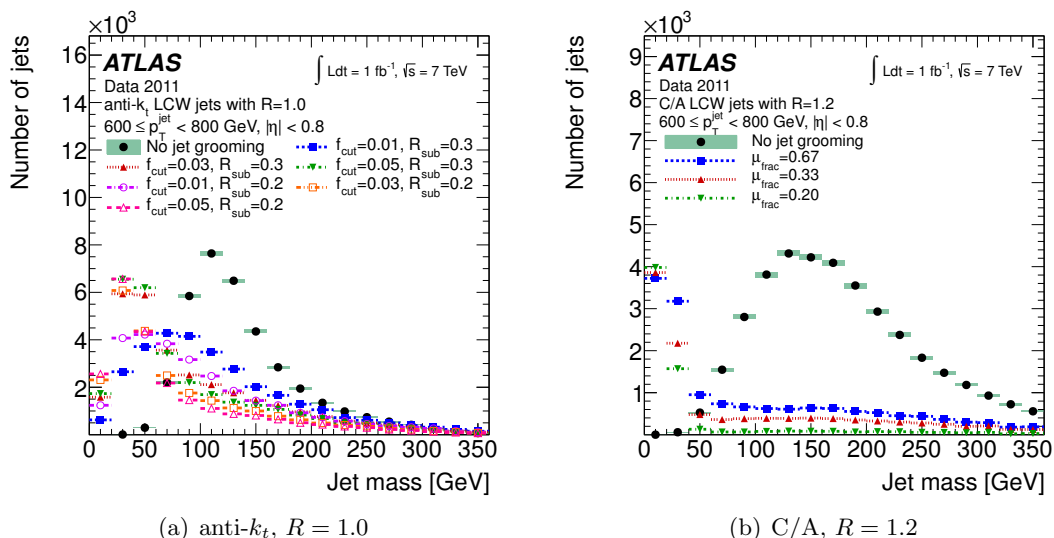 ×10³
Number of jets
16
14
12
10
8
6
4
2
ATLAS
∫ Ldt = 1 fb⁻¹, √s = 7 TeV
Data 2011
anti-kₜ LCW jets with R=1.0
600 ≤ p_T^jet < 800 GeV, |η| < 0.8
No jet grooming
f_cut=0.01, R_sub=0.3
f_cut=0.03, R_sub=0.3
f_cut=0.05, R_sub=0.3
f_cut=0.01, R_sub=0.2
f_cut=0.03, R_sub=0.2
f_cut=0.05, R_sub=0.2
0 50 100 150 200 250 300 350
Jet mass [GeV]
(a) anti-kₜ, R = 1.0
×10³
Number of jets
9
8
7
6
5
4
3
2
1
ATLAS
∫ Ldt = 1 fb⁻¹, √s = 7 TeV
Data 2011
C/A LCW jets with R=1.2
600 ≤ p_T^jet < 800 GeV, |η| < 0.8
No jet grooming
μ_frac=0.67
μ_frac=0.33
μ_frac=0.20
0 50 100 150 200 250 300 350
Jet mass [GeV]
(b) C/A, R = 1.2